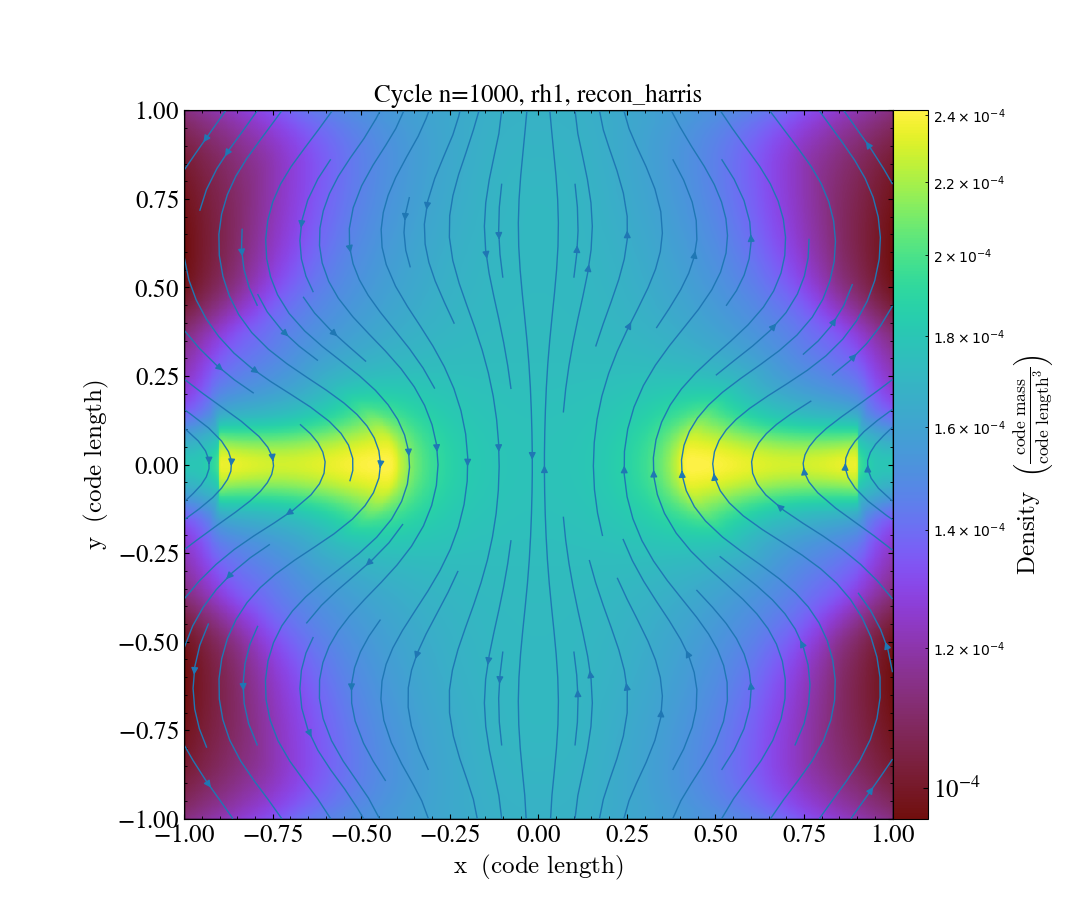 Cycle n=1000, rh1, recon_harris
1.00
0.75
0.50
0.25
0.00
−0.25
−0.50
−0.75
−1.00
y (code length)
−1.00 −0.75 −0.50 −0.25 0.00 0.25 0.50 0.75 1.00
x (code length)
2.4 × 10⁻⁴
2.2 × 10⁻⁴
2 × 10⁻⁴
1.8 × 10⁻⁴
1.6 × 10⁻⁴
1.4 × 10⁻⁴
1.2 × 10⁻⁴
10⁻⁴
Density (code mass / code length³)